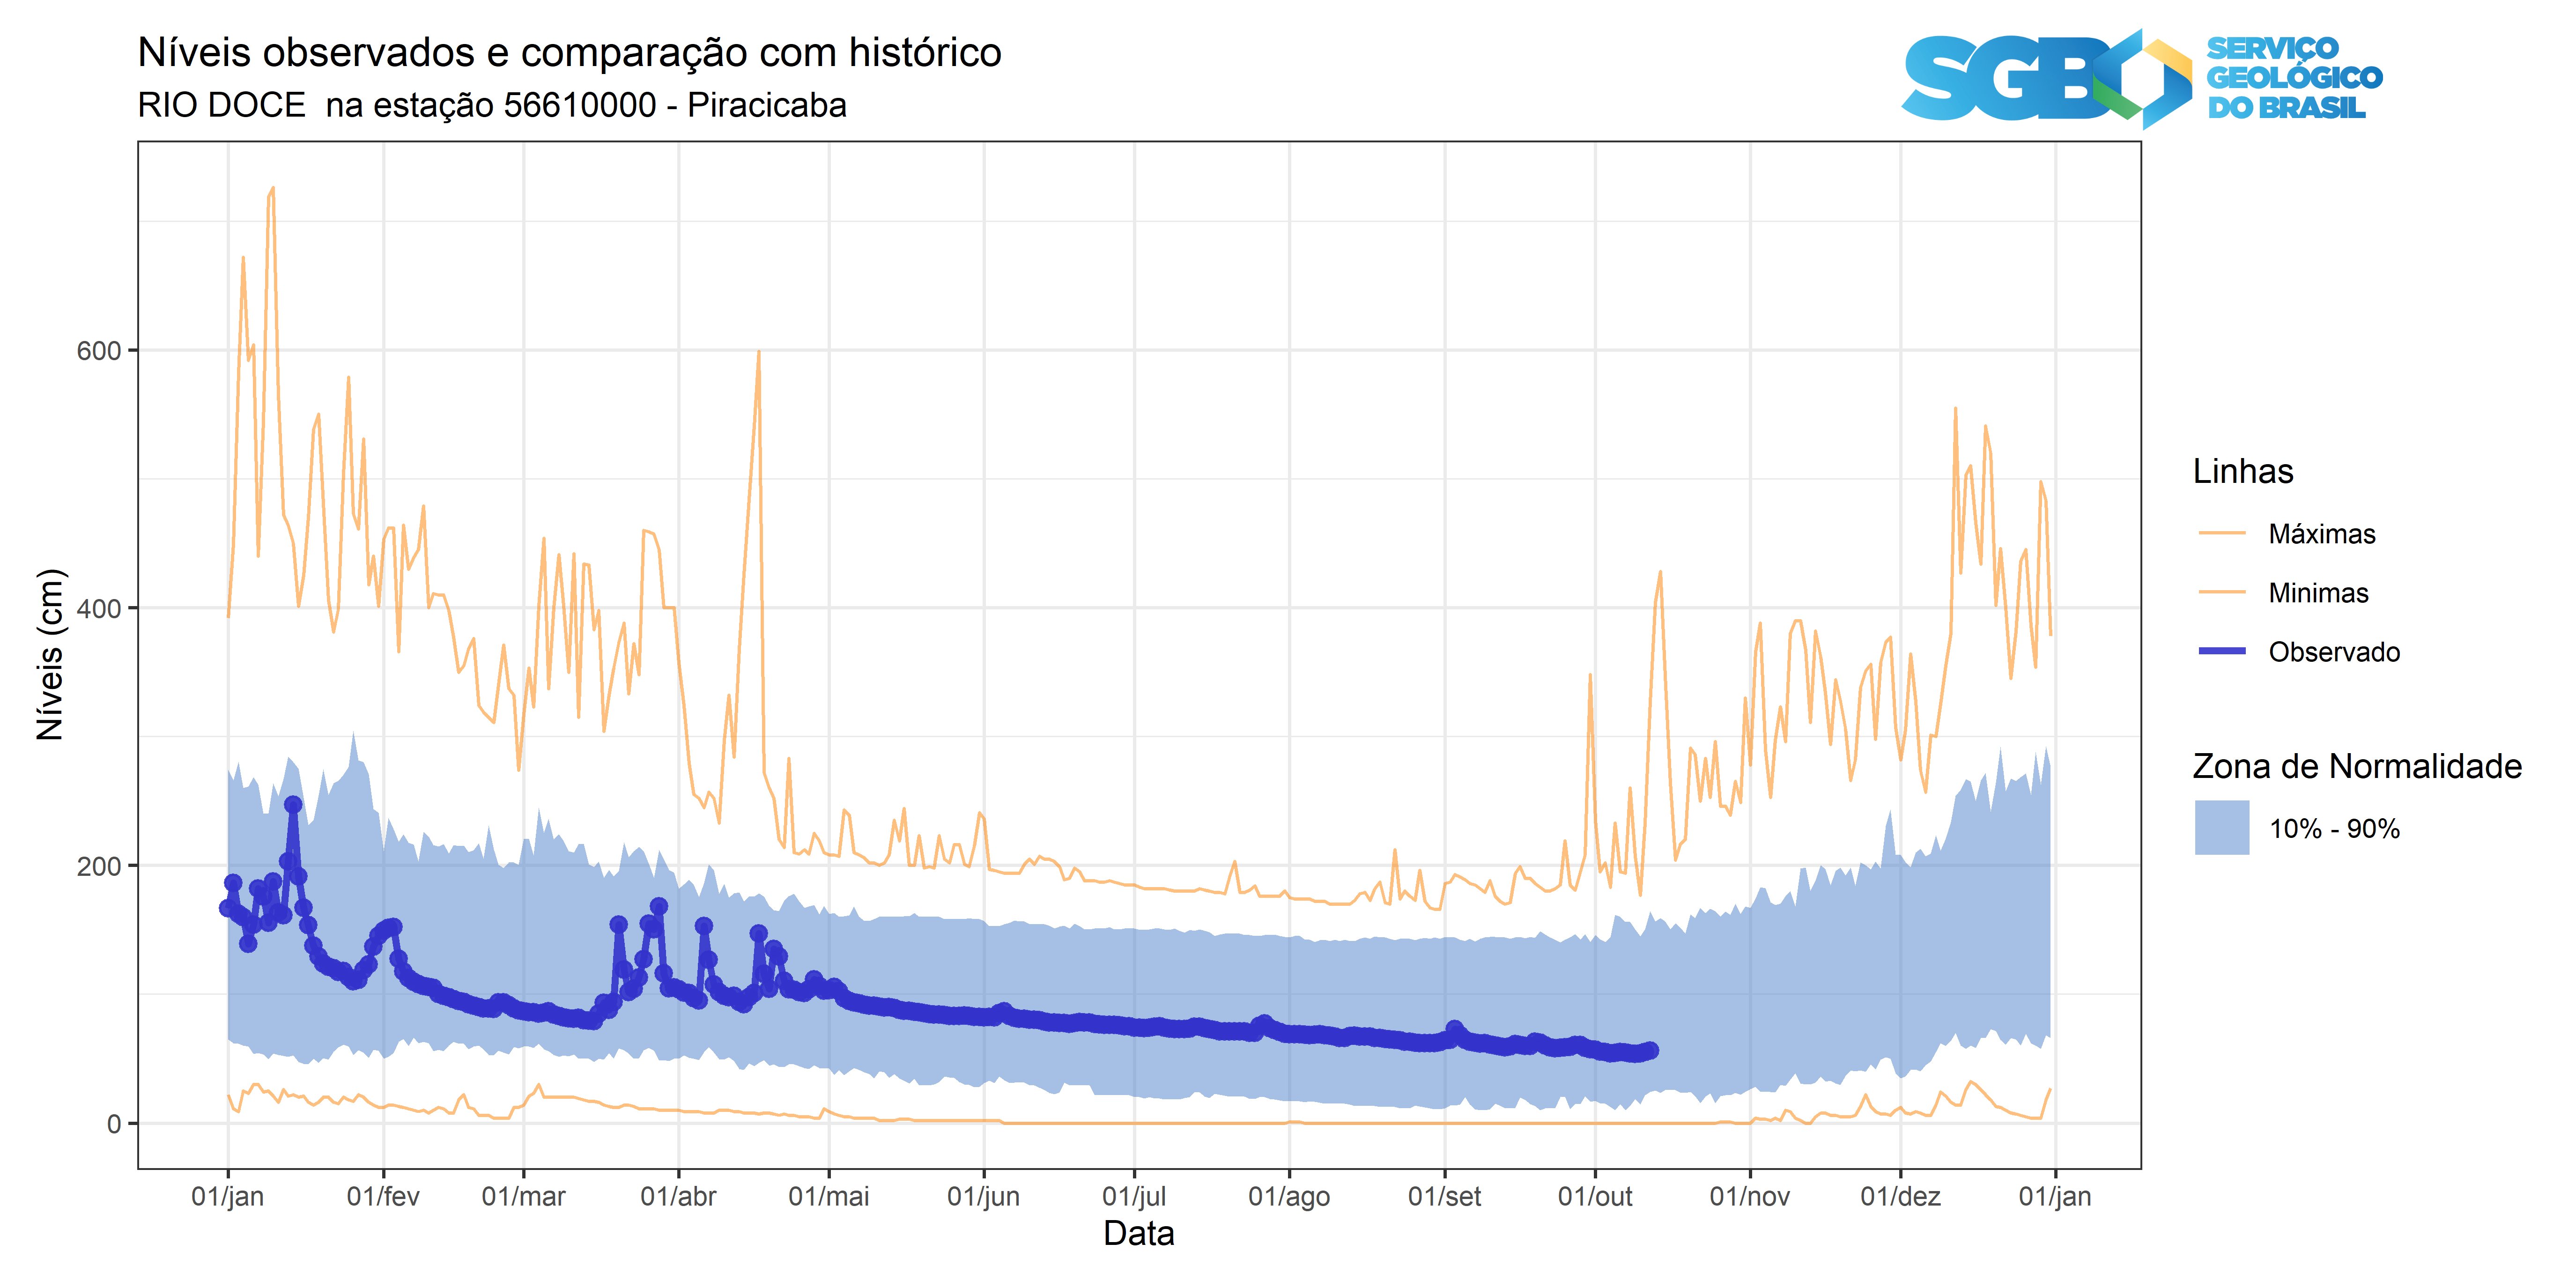 Níveis observados e comparação com histórico
RIO DOCE  na estação 56610000 - Piracicaba
SGB
SERVIÇO
GEOLÓGICO
DO BRASIL
Níveis (cm)
600
400
200
0
01/jan
01/fev
01/mar
01/abr
01/mai
01/jun
01/jul
01/ago
01/set
01/out
01/nov
01/dez
01/jan
Data
Linhas
Máximas
Minimas
Observado
Zona de Normalidade
10% - 90%